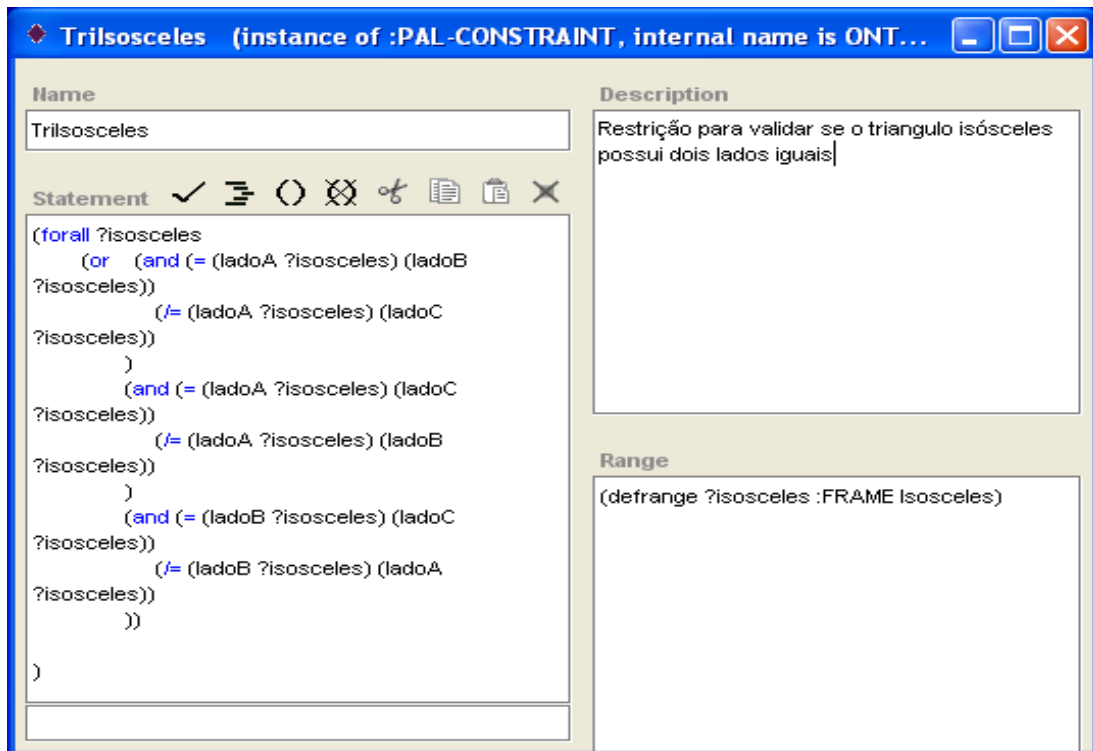 Trilsosceles (instance of :PAL-CONSTRAINT, internal name is ONT...
Name
Trilsosceles
Statement
(forall ?isosceles
(or (and (= (ladoA ?isosceles) (ladoB
?isosceles))
(/= (ladoA ?isosceles) (ladoC
?isosceles))
)
(and (= (ladoA ?isosceles) (ladoC
?isosceles))
(/= (ladoA ?isosceles) (ladoB
?isosceles))
)
(and (= (ladoB ?isosceles) (ladoC
?isosceles))
(/= (ladoB ?isosceles) (ladoA
?isosceles))
))
)
Description
Restrição para validar se o triangulo isósceles
possui dois lados iguais
Range
(defrange ?isosceles :FRAME Isosceles)